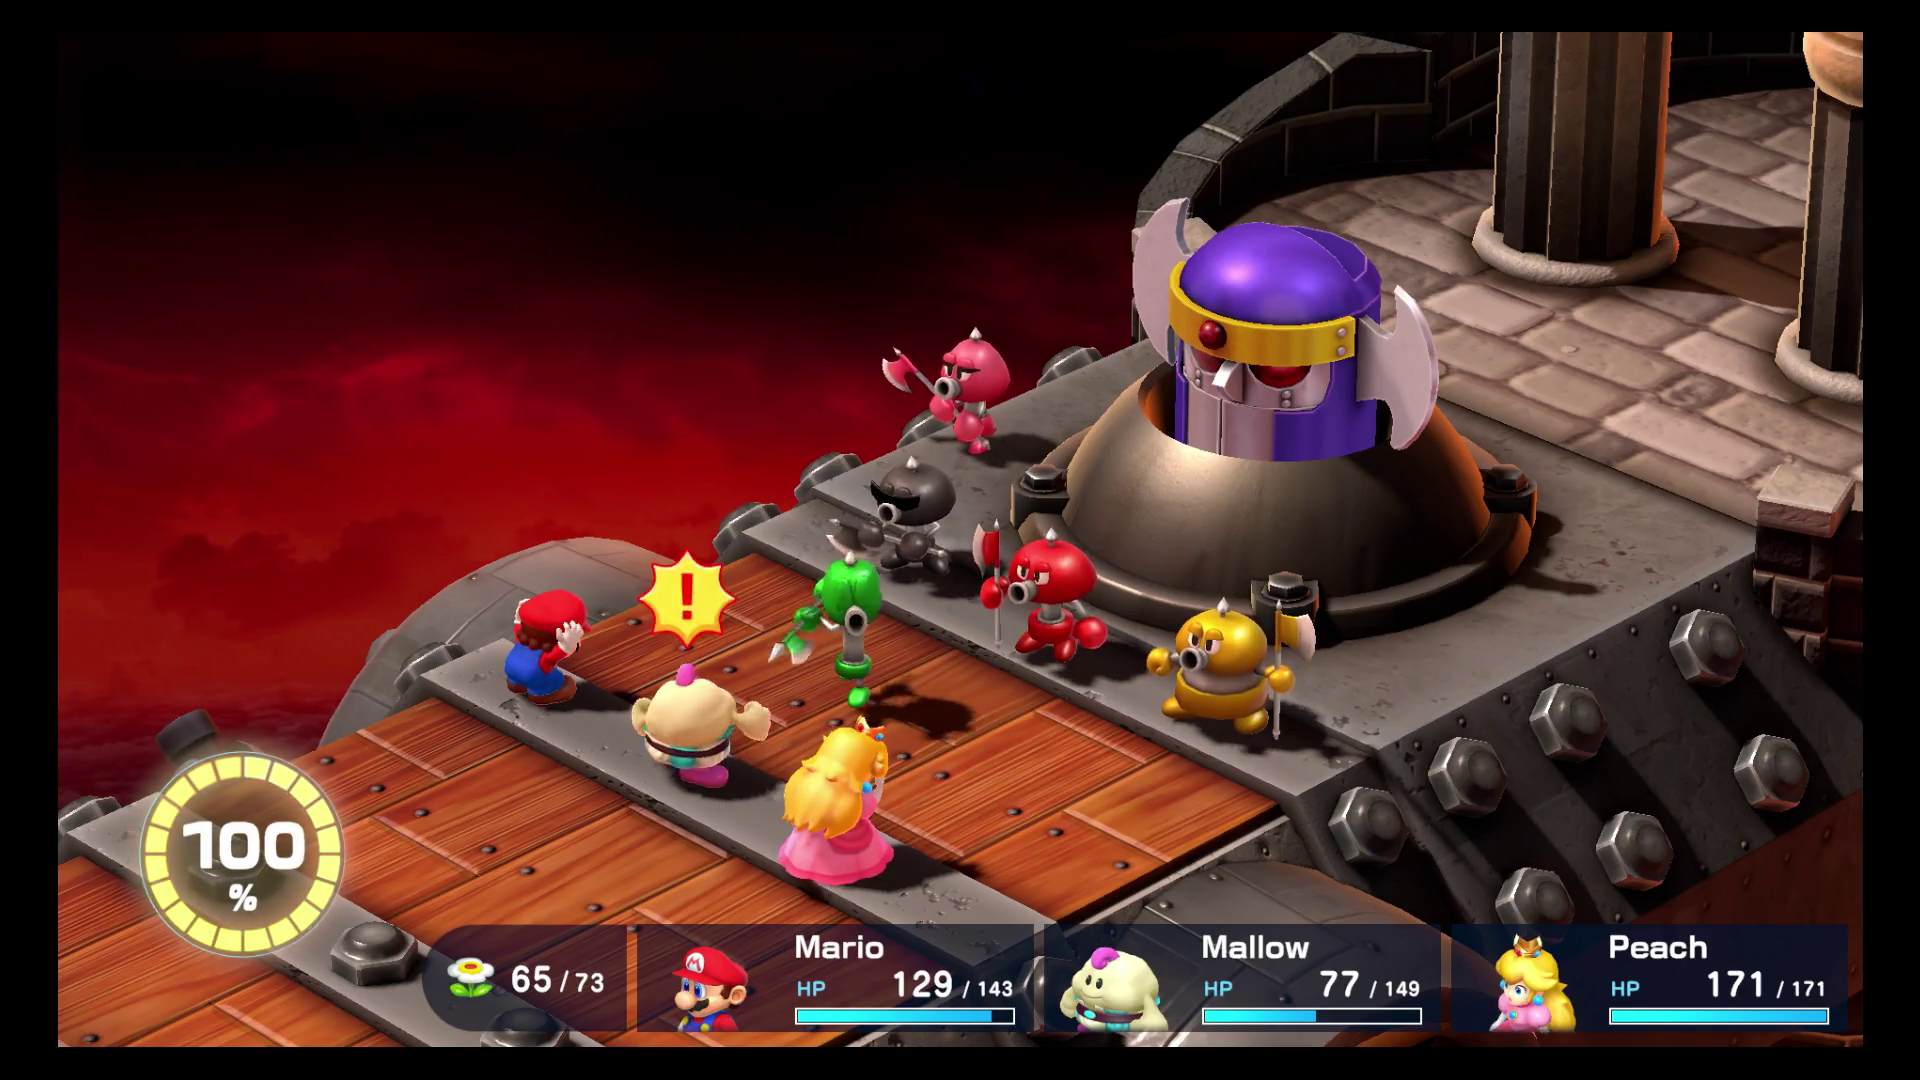 !
100
%
65 / 73
Mario
HP 129 / 143
Mallow
HP 77 / 149
Peach
HP 171 / 171